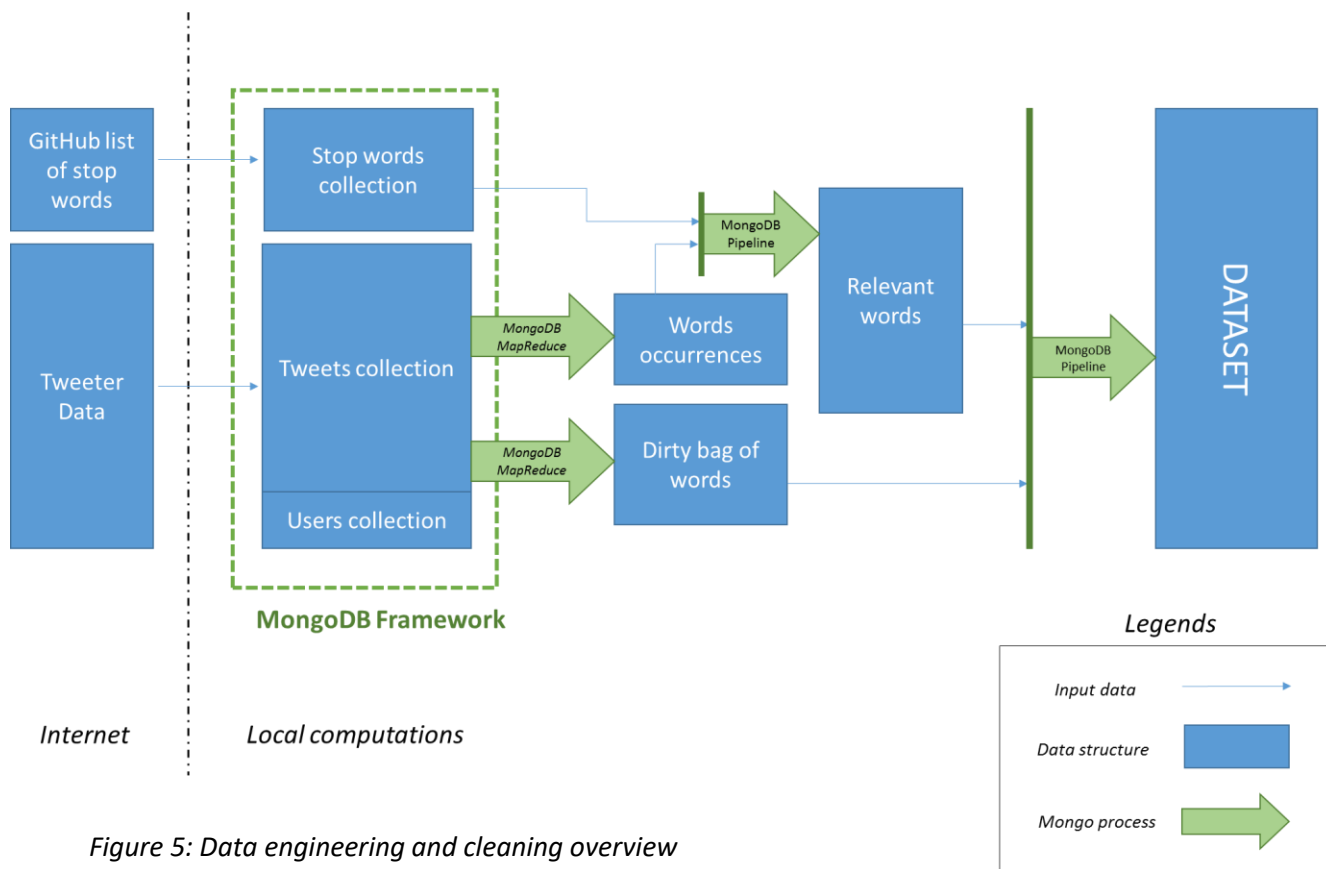 GitHub list
of stop
words
Stop words
collection
MongoDB
Pipeline
Relevant
words
DATASET
Tweeter
Data
Tweets collection
MongoDB
MapReduce
Words
occurrences
MongoDB
Pipeline
MongoDB
MapReduce
Dirty bag of
words
Users collection
MongoDB Framework
Internet
Local computations
Legends
Input data
Data structure
Mongo process
Figure 5: Data engineering and cleaning overview